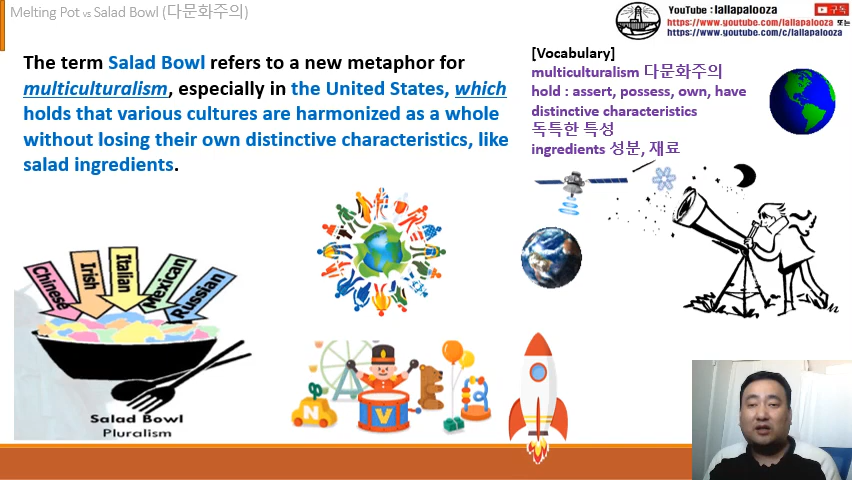 Melting Pot vs Salad Bowl (다문화주의)
YouTube : lallapalooza
구독
https://www.youtube.com/lallapalooza 또는
https://www.youtube.com/c/lallapalooza
The term Salad Bowl refers to a new metaphor for
multiculturalism, especially in the United States, which
holds that various cultures are harmonized as a whole
without losing their own distinctive characteristics, like
salad ingredients.
[Vocabulary]
multiculturalism 다문화주의
hold : assert, possess, own, have
distinctive characteristics
독특한 특성
ingredients 성분, 재료
Chinese
Irish
Italian
Mexican
Russian
Salad Bowl
Pluralism
N
V